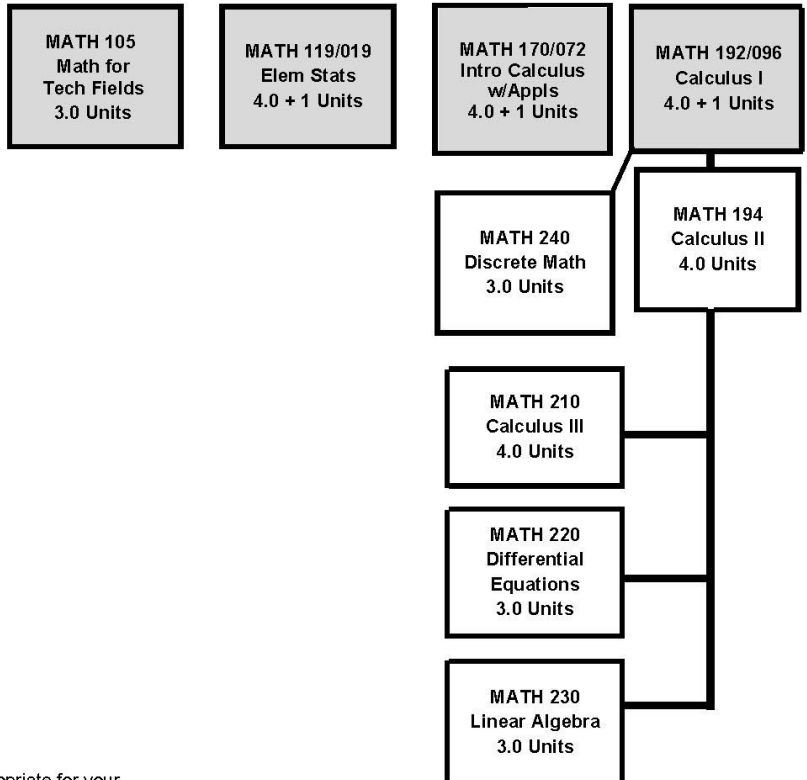 MATH 105
Math for
Tech Fields
3.0 Units
MATH 119/019
Elem Stats
4.0 + 1 Units
MATH 170/072
Intro Calculus
w/Appls
4.0 + 1 Units
MATH 192/096
Calculus I
4.0 + 1 Units
MATH 240
Discrete Math
3.0 Units
MATH 194
Calculus II
4.0 Units
MATH 210
Calculus III
4.0 Units
MATH 220
Differential
Equations
3.0 Units
MATH 230
Linear Algebra
3.0 Units
for your